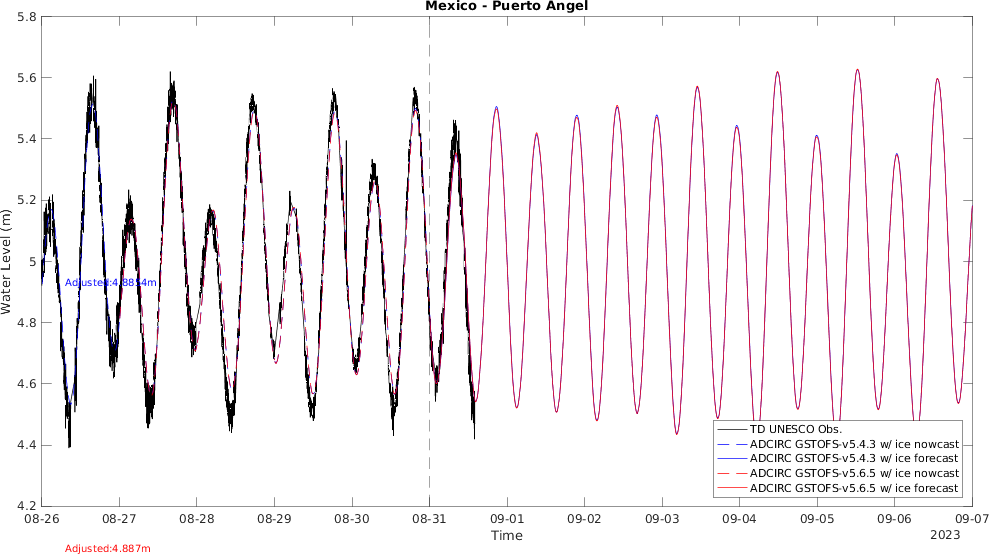 Mexico - Puerto Angel
5.8
5.6
5.4
5.2
5
4.8
4.6
4.4
4.2
Water Level (m)
Adjusted:4.8854m
TD UNESCO Obs.
ADCIRC GSTOFS-v5.4.3 w/ ice nowcast
ADCIRC GSTOFS-v5.4.3 w/ ice forecast
ADCIRC GSTOFS-v5.6.5 w/ ice nowcast
ADCIRC GSTOFS-v5.6.5 w/ ice forecast
08-26 08-27 08-28 08-29 08-30 08-31 09-01 09-02 09-03 09-04 09-05 09-06 09-07
Time
2023
Adjusted:4.887m